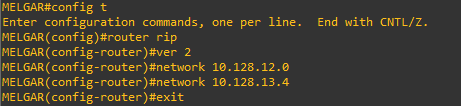 MELGAR#config t
Enter configuration commands, one per line.  End with CNTL/Z.
MELGAR(config)#router rip
MELGAR(config-router)#ver 2
MELGAR(config-router)#network 10.128.12.0
MELGAR(config-router)#network 10.128.13.4
MELGAR(config-router)#exit